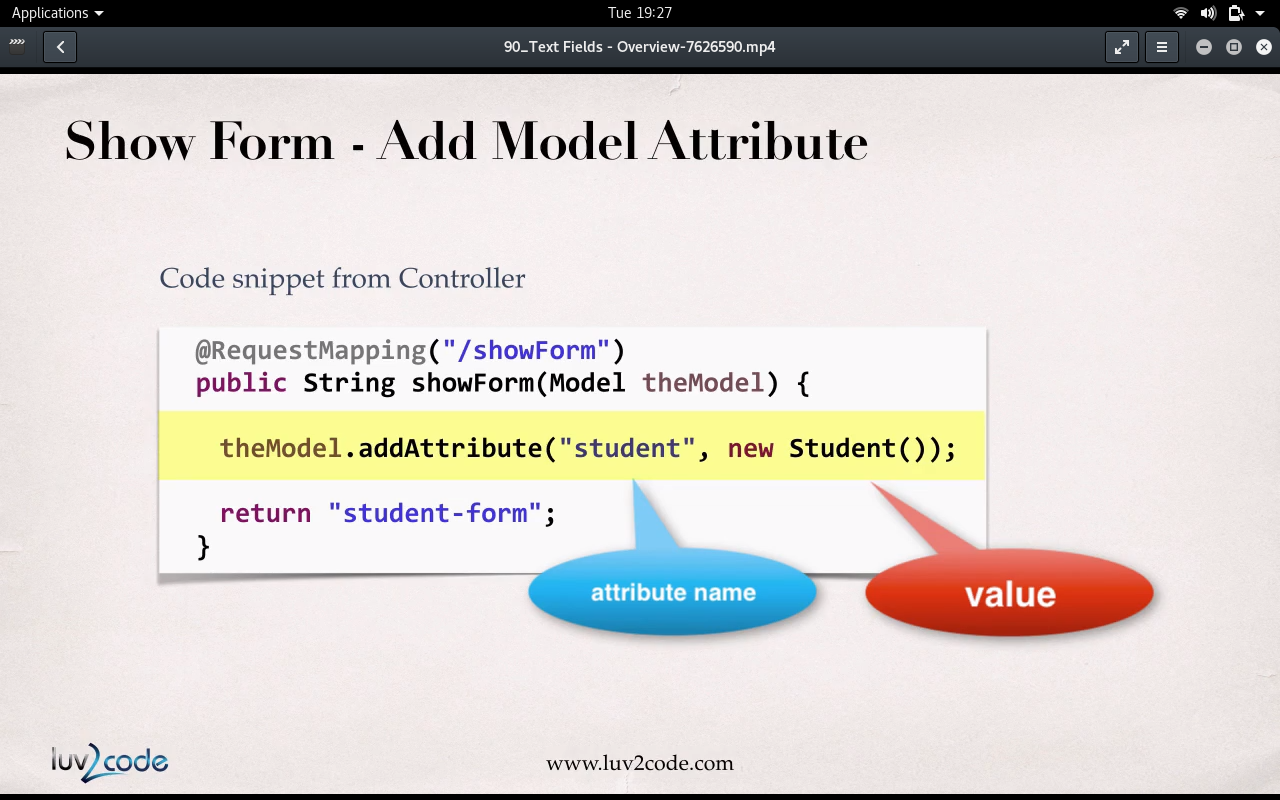 Applications
Tue 19:27
90_Text Fields - Overview-7626590.mp4
Show Form - Add Model Attribute
Code snippet from Controller
@RequestMapping("/showForm")
public String showForm(Model theModel) {
theModel.addAttribute("student", new Student());
return "student-form";
}
attribute name
value
luv2code
www.luv2code.com